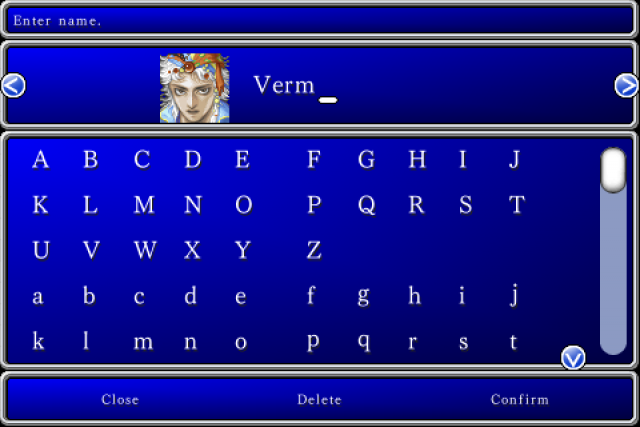 Enter name.
Verm
A B C D E F G H I J
K L M N O P Q R S T
U V W X Y Z
a b c d e f g h i j
k l m n o p q r s t
Close Delete Confirm